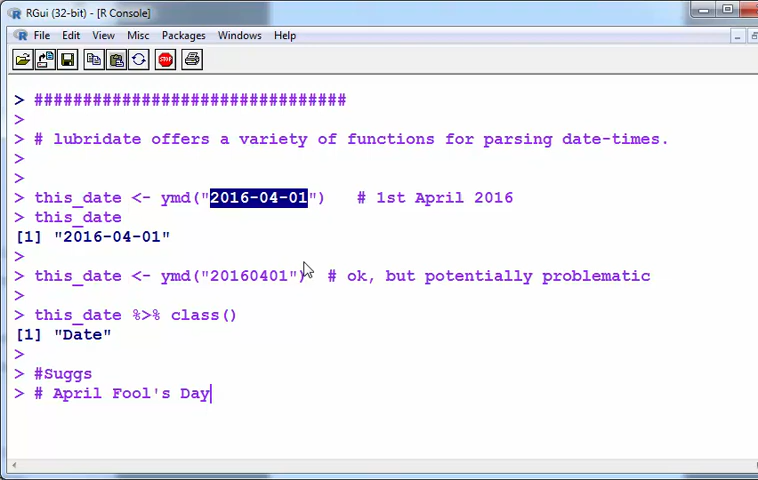 RGui (32-bit) - [R Console]
File Edit View Misc Packages Windows Help
STOP
> ################################
>
> # lubridate offers a variety of functions for parsing date-times.
>
>
> this_date <- ymd("2016-04-01")   # 1st April 2016
> this_date
[1] "2016-04-01"
>
> this_date <- ymd("20160401")  # ok, but potentially problematic
>
> this_date %>% class()
[1] "Date"
>
> #Suggs
> # April Fool's Day